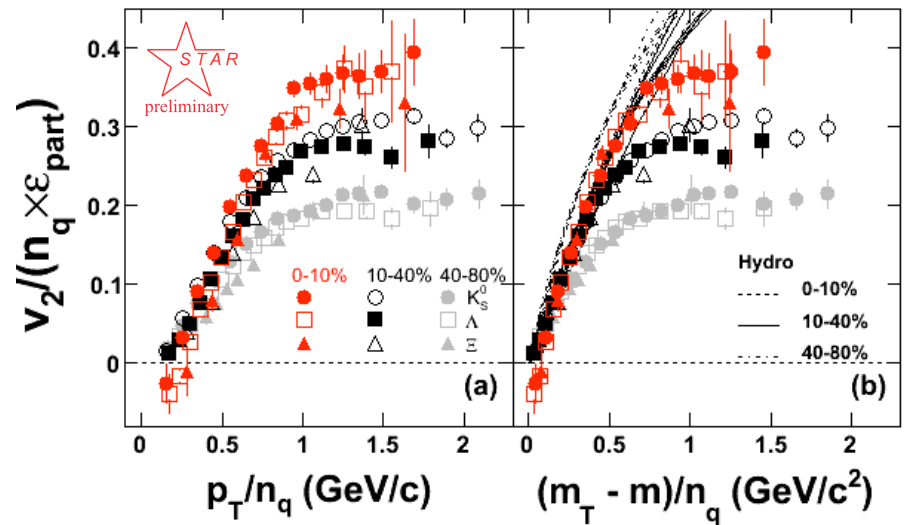 STAR
preliminary
v2/(nq ×εpart)
0.4
0.3
0.2
0.1
0
0-10% 10-40% 40-80%
K0S
Λ
Ξ
(a)
Hydro
0-10%
10-40%
40-80%
(b)
0 0.5 1 1.5 2
0 0.5 1 1.5 2
pT/nq (GeV/c)
(mT - m)/nq (GeV/c2)